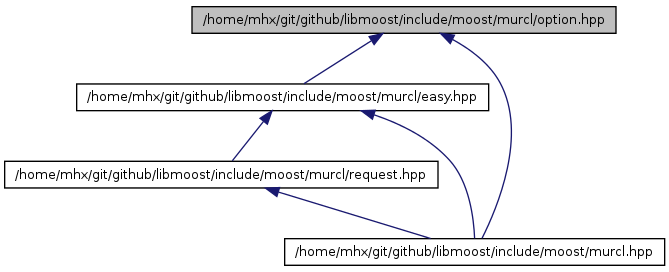 /home/mhx/git/github/libmoost/include/moost/murcl/option.hpp
/home/mhx/git/github/libmoost/include/moost/murcl/easy.hpp
/home/mhx/git/github/libmoost/include/moost/murcl/request.hpp
/home/mhx/git/github/libmoost/include/moost/murcl.hpp